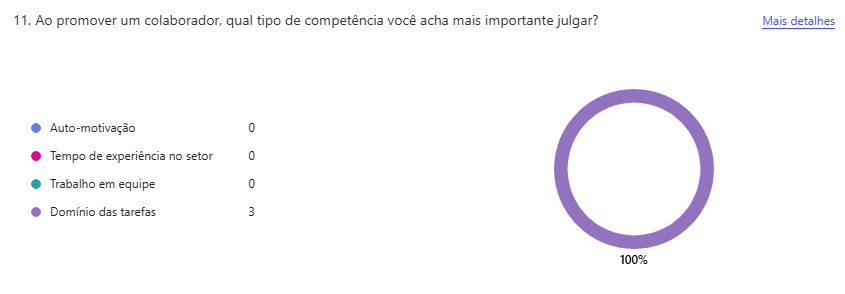 11. Ao promover um colaborador, qual tipo de competência você acha mais importante julgar?
Mais detalhes
Auto-motivação 0
Tempo de experiência no setor 0
Trabalho em equipe 0
Domínio das tarefas 3
100%